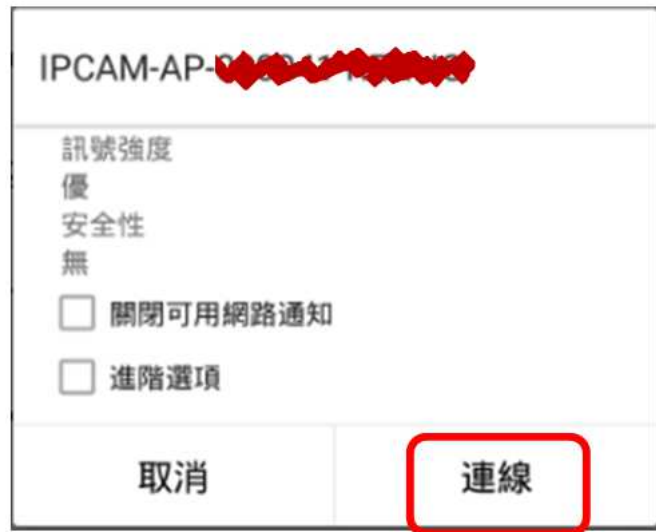 IPCAM-AP-
訊號強度
優
安全性
無
關閉可用網路通知
進階選項
取消
連線